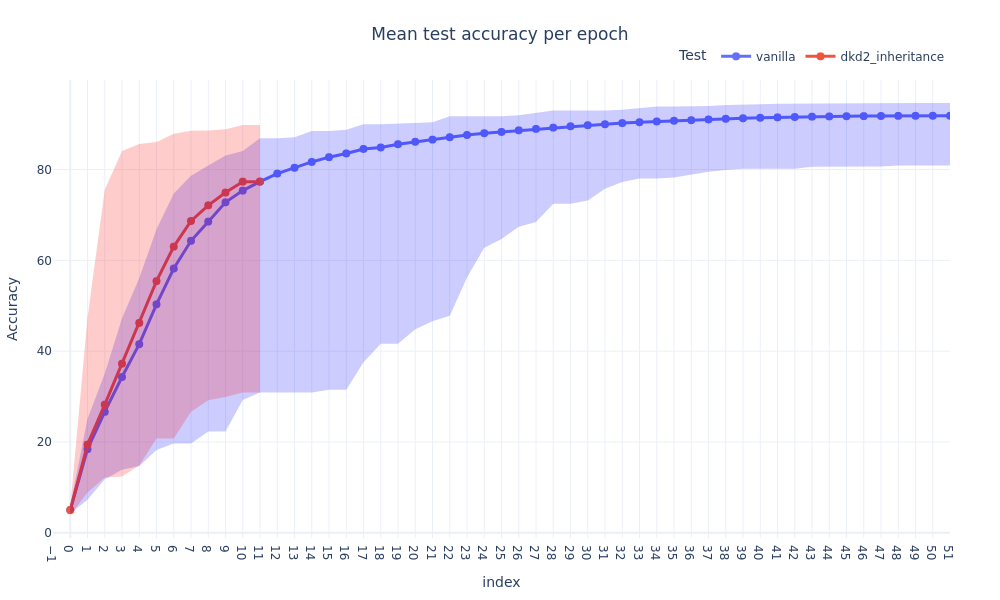 Mean test accuracy per epoch
Test vanilla dkd2_inheritance
Accuracy
80
60
40
20
0
−1 0 1 2 3 4 5 6 7 8 9 10 11 12 13 14 15 16 17 18 19 20 21 22 23 24 25 26 27 28 29 30 31 32 33 34 35 36 37 38 39 40 41 42 43 44 45 46 47 48 49 50 51
index